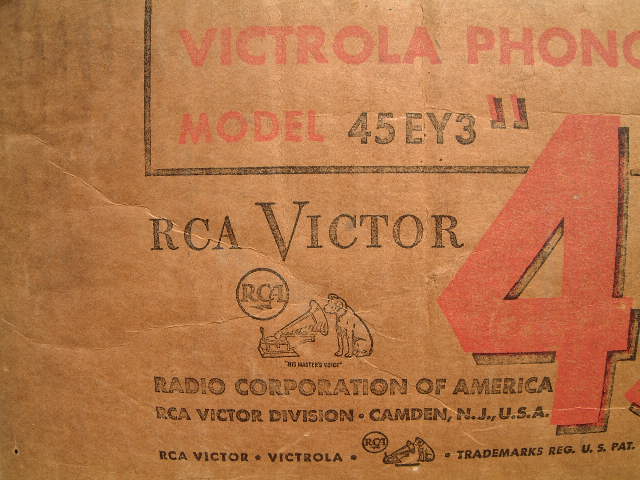 VICTROLA PHONO
MODEL 45EY3"
4
RCA VICTOR
RCA
"HIS MASTER'S VOICE"
RADIO CORPORATION OF AMERICA
RCA VICTOR DIVISION • CAMDEN, N.J., U.S.A.
RCA VICTOR • VICTROLA • RCA • TRADEMARKS REG. U. S. PAT.